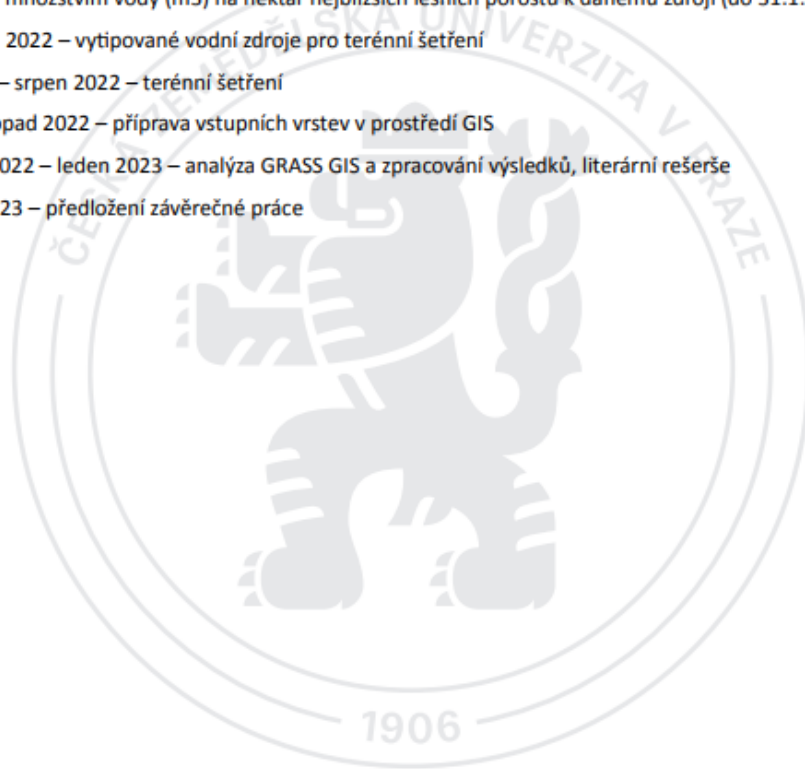 množstvím vody (m3) na hektar nejbližších lesních porostů k danému zdroji (do 31.1.
2022 – vytipované vodní zdroje pro terénní šetření
– srpen 2022 – terénní šetření
opad 2022 – příprava vstupních vrstev v prostředí GIS
022 – leden 2023 – analýza GRASS GIS a zpracování výsledků, literární rešerše
23 – předložení závěrečné práce
ČESKÁ ZEMĚDĚLSKÁ UNIVERZITA V PRAZE
1906